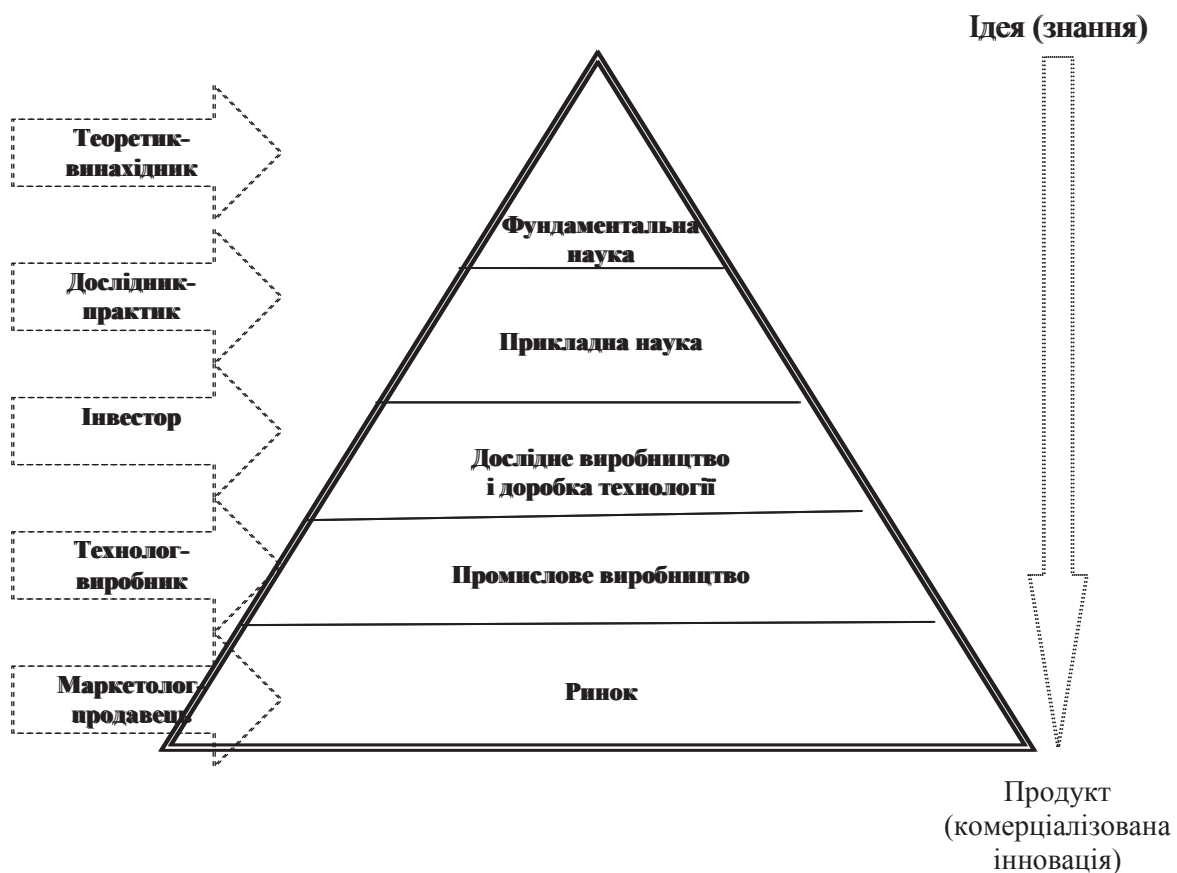 Ідея (знання)
Теоретик-
винахідник
Фундаментальна
наука
Дослідник-
практик
Прикладна наука
Інвестор
Дослідне виробництво
і доробка технології
Технолог-
виробник
Промислове виробництво
Маркетолог-
продавець
Ринок
Продукт
(комерціалізована
інновація)